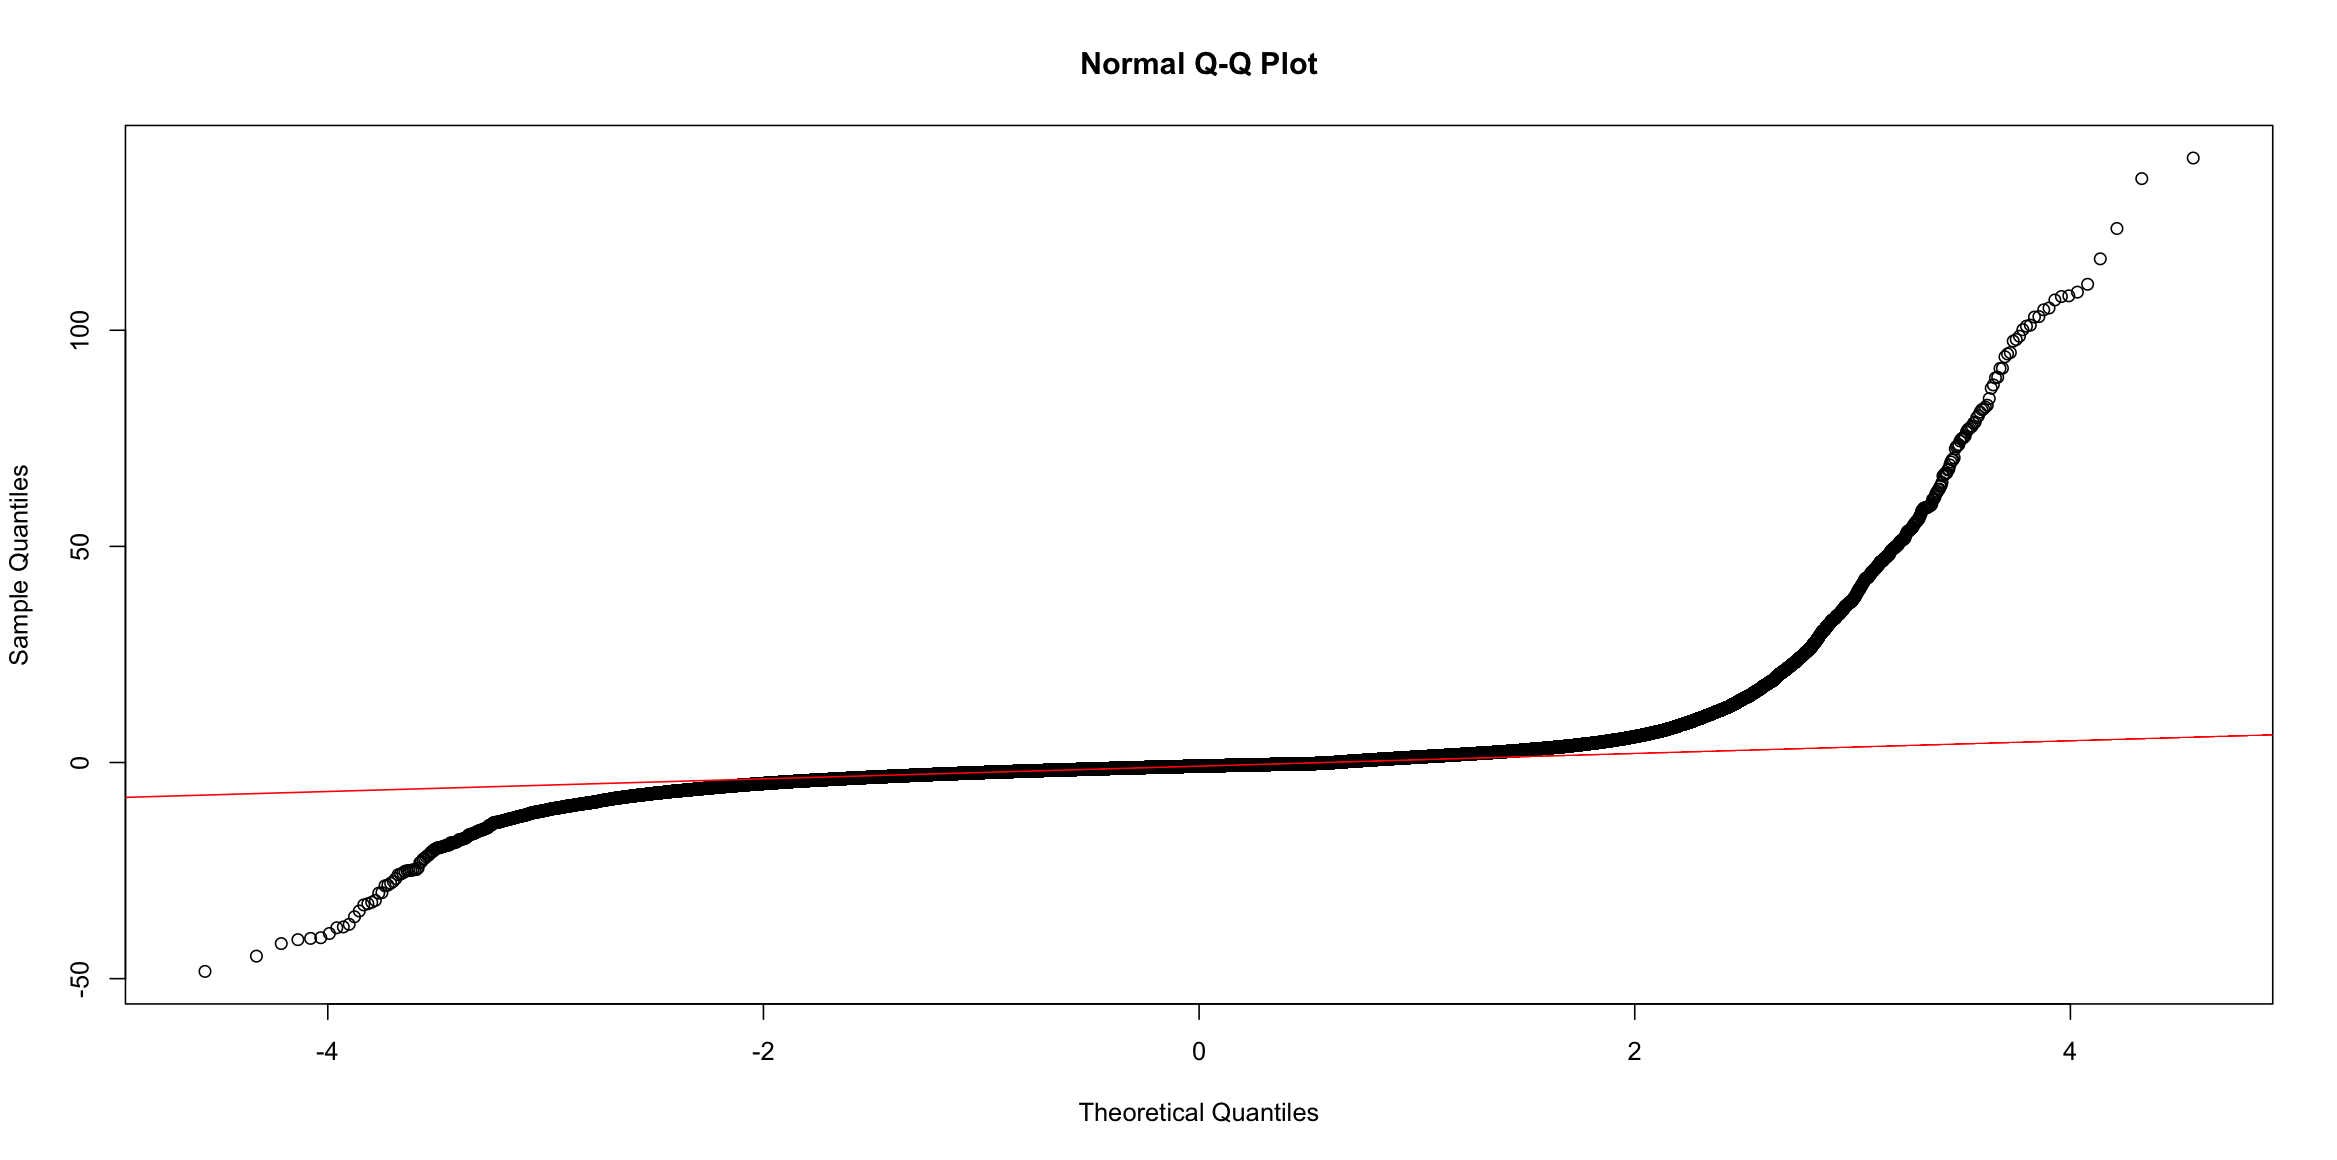 Normal Q-Q Plot
Sample Quantiles
100
50
0
-50
-4 -2 0 2 4
Theoretical Quantiles